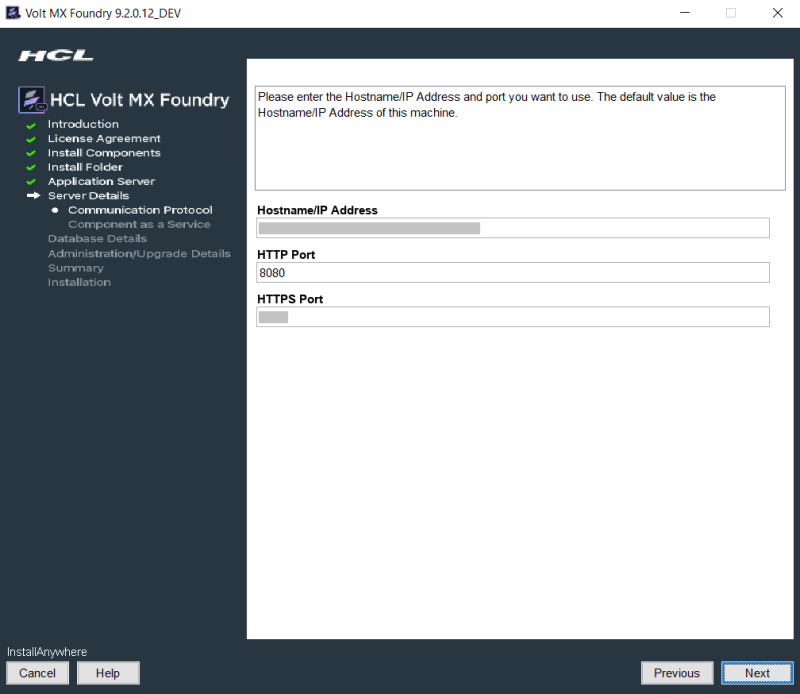 Volt MX Foundry 9.2.0.12_DEV
HCL
HCL Volt MX Foundry
Introduction
License Agreement
Install Components
Install Folder
Application Server
Server Details
Communication Protocol
Component as a Service
Database Details
Administration/Upgrade Details
Summary
Installation
Please enter the Hostname/IP Address and port you want to use. The default value is the
Hostname/IP Address of this machine.
Hostname/IP Address
HTTP Port
8080
HTTPS Port
InstallAnywhere
Cancel
Help
Previous
Next